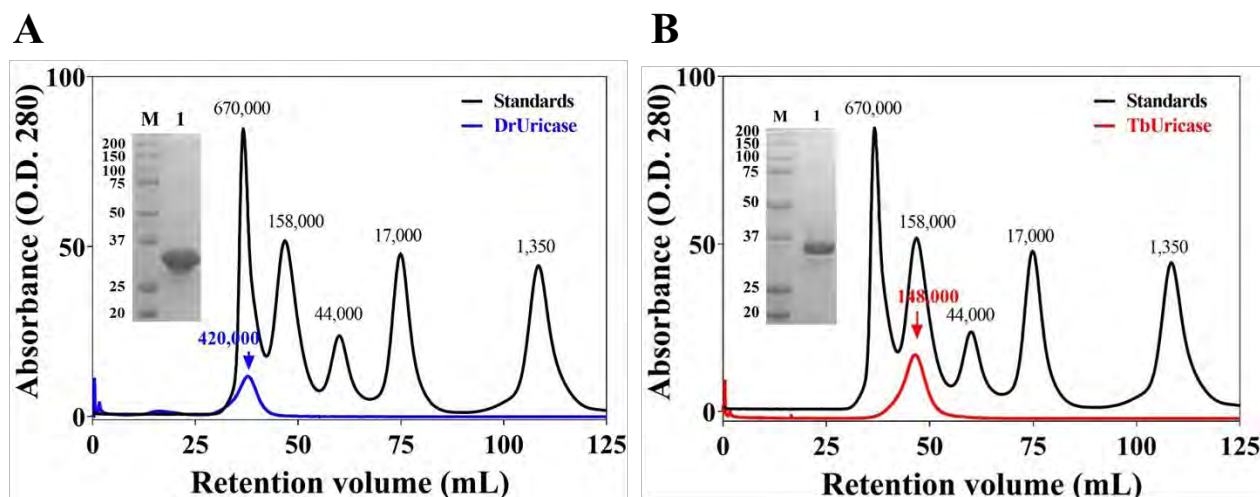 A
Absorbance (O.D. 280)
100
50
0
M 1
200
150
100
75
50
37
25
20
670,000
158,000
44,000
17,000
1,350
420,000
Standards
DrUricase
0 25 50 75 100 125
Retention volume (mL)
B
Absorbance (O.D. 280)
100
50
0
M 1
200
150
100
75
50
37
25
20
670,000
158,000
148,000
44,000
17,000
1,350
Standards
TbUricase
0 25 50 75 100 125
Retention volume (mL)